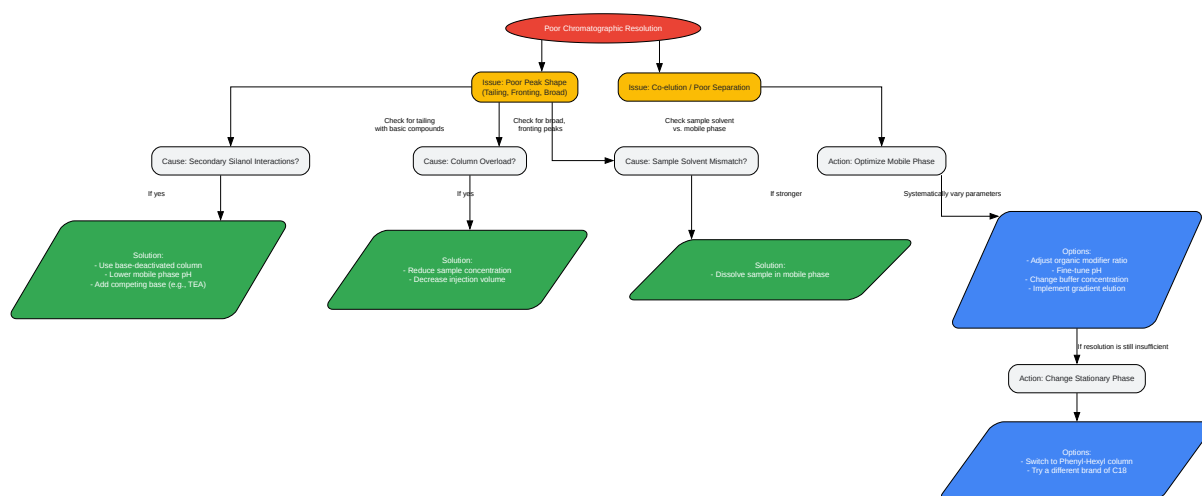 Poor Chromatographic Resolution
Issue: Poor Peak Shape
(Tailing, Fronting, Broad)
Issue: Co-elution / Poor Separation
Check for tailing
with basic compounds
Check for broad,
fronting peaks
Check sample solvent
vs. mobile phase
Cause: Secondary Silanol Interactions?
Cause: Column Overload?
Cause: Sample Solvent Mismatch?
Action: Optimize Mobile Phase
If yes
If yes
If stronger
Systematically vary parameters
Solution:
- Use base-deactivated column
- Lower mobile phase pH
- Add competing base (e.g., TEA)
Solution:
- Reduce sample concentration
- Decrease injection volume
Solution:
- Dissolve sample in mobile phase
Options:
- Adjust organic modifier ratio
- Fine-tune pH
- Change buffer concentration
- Implement gradient elution
If resolution is still insufficient
Action: Change Stationary Phase
Options:
- Switch to Phenyl-Hexyl column
- Try a different brand of C18